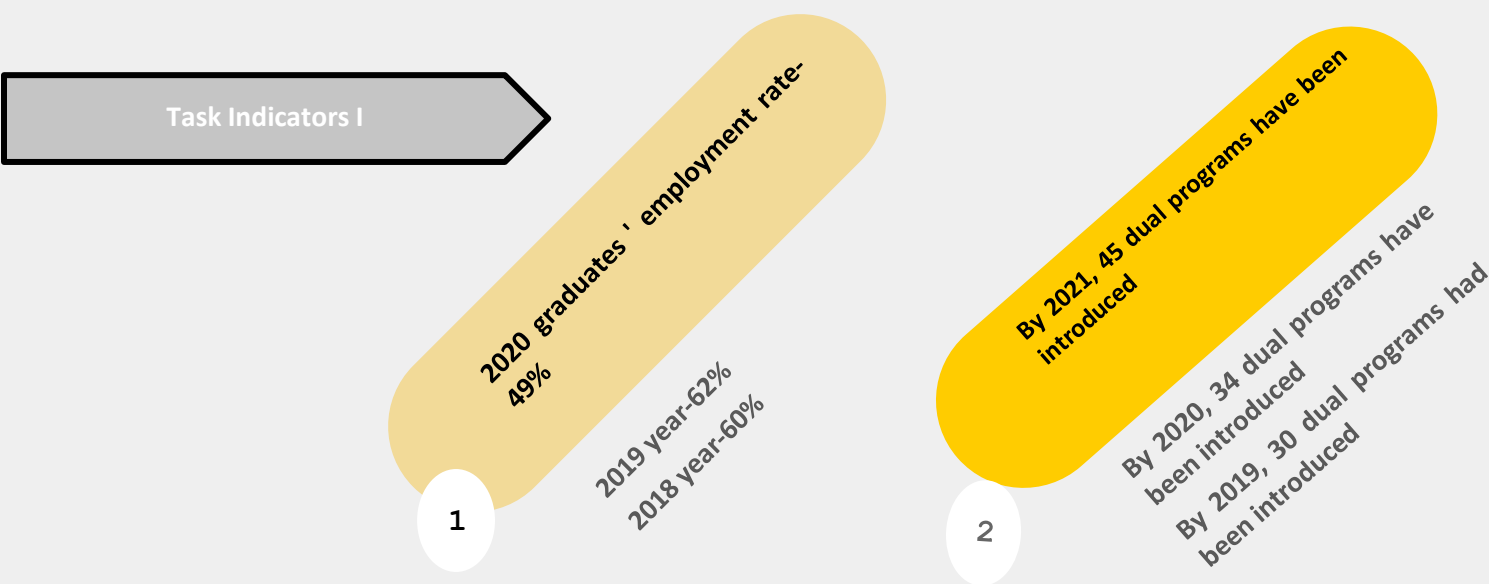 Task Indicators I
2020 graduates ' employment rate-
49%
2019 year-62%
2018 year-60%
1
By 2021, 45 dual programs have been
introduced
By 2020, 34 dual programs have
been introduced
By 2019, 30 dual programs had
been introduced
2